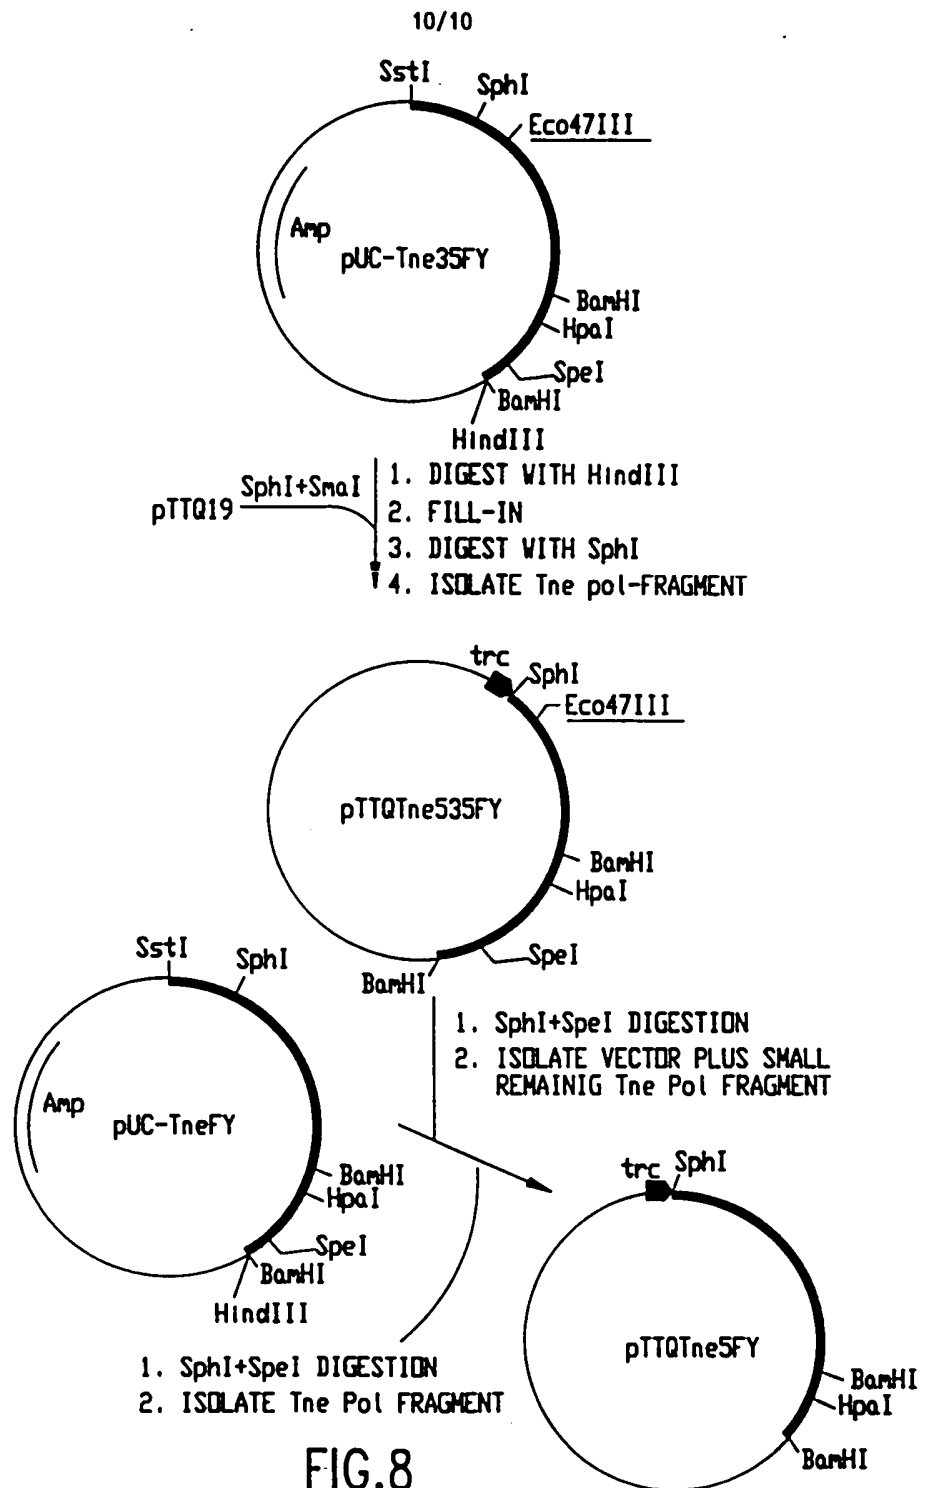 10/10
SstI
SphI
Eco47III
Amp
pUC-Tne35FY
BamHI
HpaI
SpeI
BamHI
HindIII
pTTQ19
SphI+SmaI
1. DIGEST WITH HindIII
2. FILL-IN
3. DIGEST WITH SphI
4. ISOLATE Tne pol-FRAGMENT
trc
SphI
Eco47III
pTTQTne535FY
BamHI
HpaI
SpeI
BamHI
1. SphI+SpeI DIGESTION
2. ISOLATE VECTOR PLUS SMALL
REMAINIG Tne Pol FRAGMENT
SstI
SphI
Amp
pUC-TneFY
BamHI
HpaI
SpeI
BamHI
HindIII
1. SphI+SpeI DIGESTION
2. ISOLATE Tne Pol FRAGMENT
trc
SphI
pTTQTne5FY
BamHI
HpaI
BamHI
FIG.8